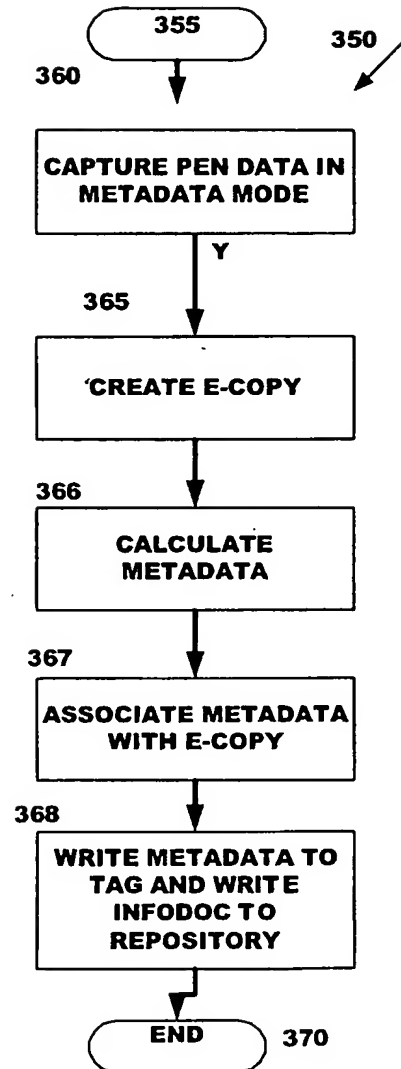 355
350
360
CAPTURE PEN DATA IN
METADATA MODE
Y
365
CREATE E-COPY
366
CALCULATE
METADATA
367
ASSOCIATE METADATA
WITH E-COPY
368
WRITE METADATA TO
TAG AND WRITE
INFODOC TO
REPOSITORY
END
370